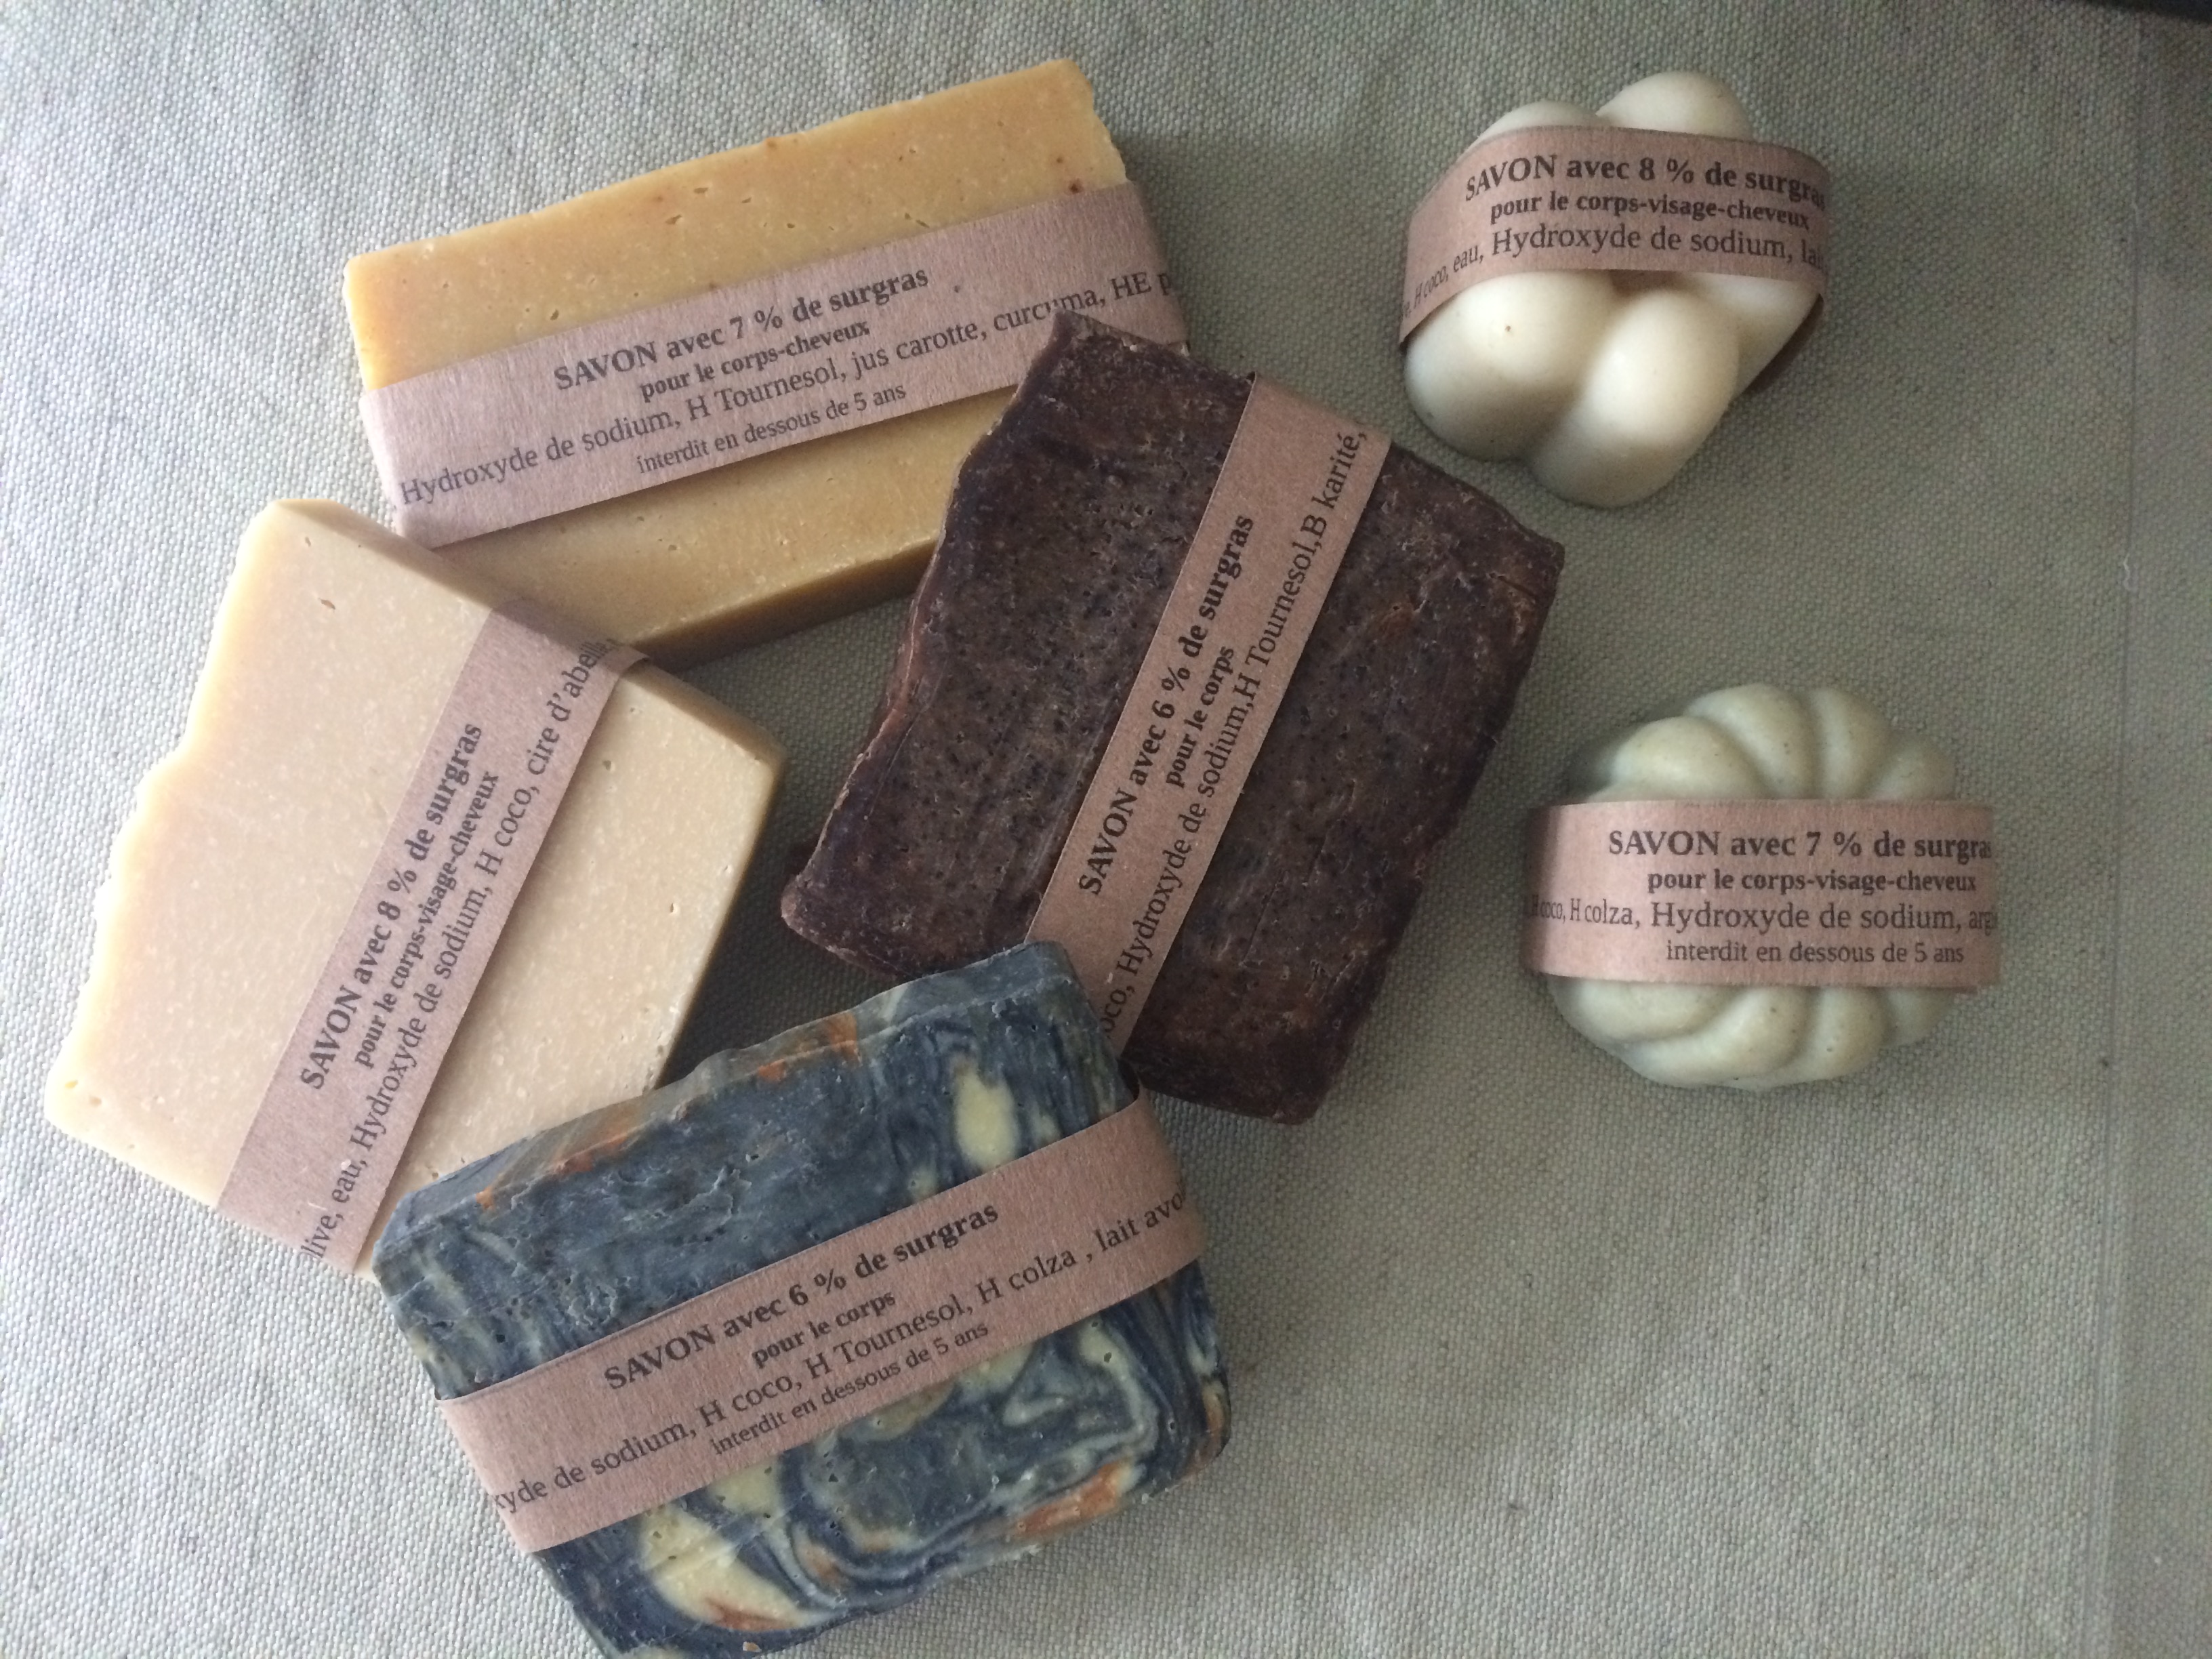 SAVON avec 7 % de surgras
pour le corps-cheveux
Hydroxyde de sodium, H Tournesol, jus carotte, curcuma, HE
interdit en dessous de 5 ans
SAVON avec 8 % de surgras
pour le corps-visage-cheveux
H coco, eau, Hydroxyde de sodium,
SAVON avec 8 % de surgras
pour le corps-visage-cheveux
eau, Hydroxyde de sodium, H coco, cire
SAVON avec 6 % de surgras
pour le corps
Hydroxyde de sodium,H Tournesol,B karité,
SAVON avec 7 % de
pour le corps-visage-cheveux
H coco, H colza, Hydroxyde de sodium,
interdit en dessous de 5 ans
SAVON avec 6 % de surgras
pour le corps
de sodium, H coco, H Tournesol, H colza , lait
interdit en dessous de 5 ans